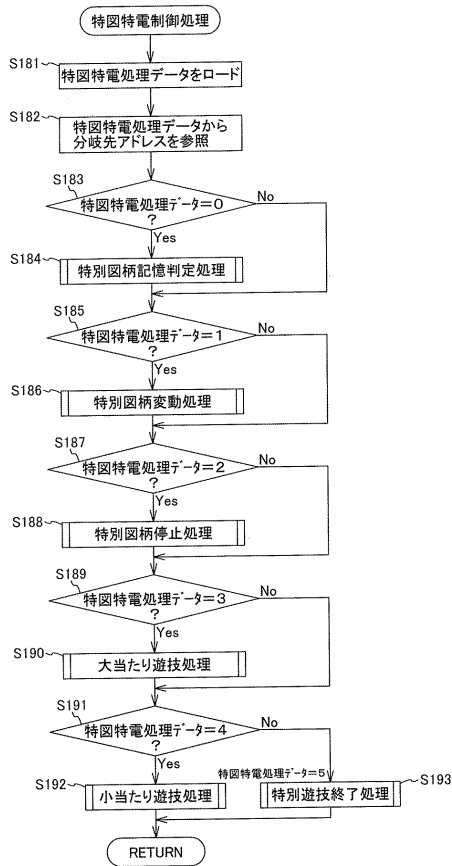 特図特電制御処理
S181
特図特電処理データをロード
S182
特図特電処理データから
分岐先アドレスを参照
S183
特図特電処理ﾃﾞｰﾀ=0
?
No
Yes
S184
特別図柄記憶判定処理
S185
特図特電処理ﾃﾞｰﾀ=1
?
No
Yes
S186
特別図柄変動処理
S187
特図特電処理ﾃﾞｰﾀ=2
?
No
Yes
S188
特別図柄停止処理
S189
特図特電処理ﾃﾞｰﾀ=3
?
No
Yes
S190
大当たり遊技処理
S191
特図特電処理ﾃﾞｰﾀ=4
?
No
Yes
特図特電処理ﾃﾞｰﾀ=5
S192
小当たり遊技処理
S193
特別遊技終了処理
RETURN